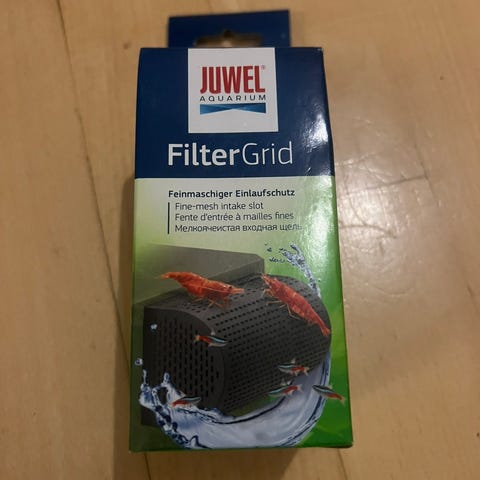 JUWEL®
AQUARIUM
FilterGrid
Feinmaschiger Einlaufschutz
Fine-mesh intake slot
Fente d'entrée à mailles fines
Мелкоячеистая входная щель